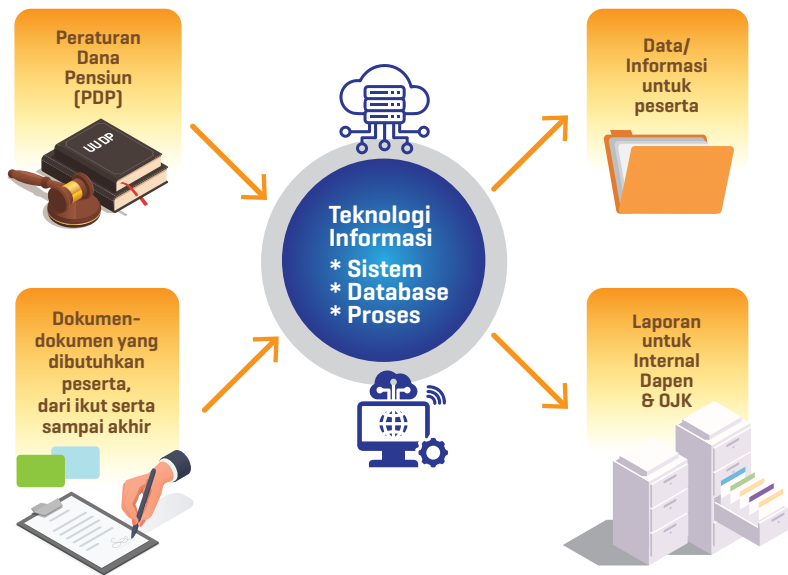 Peraturan
Dana
Pensiun
(PDP)
UU DP
Dokumen-
dokumen yang
dibutuhkan
peserta,
dari ikut serta
sampai akhir
Teknologi
Informasi
* Sistem
* Database
* Proses
Data/
Informasi
untuk
peserta
Laporan
untuk
Internal
Dapen
& OJK